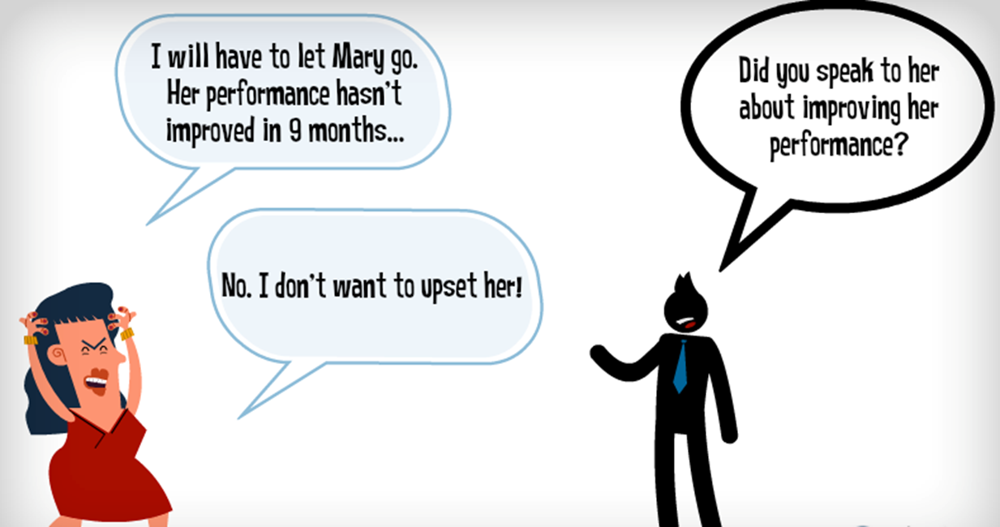 I will have to let Mary go.
Her performance hasn't
improved in 9 months...
Did you speak to her
about improving her
performance?
No. I don't want to upset her!